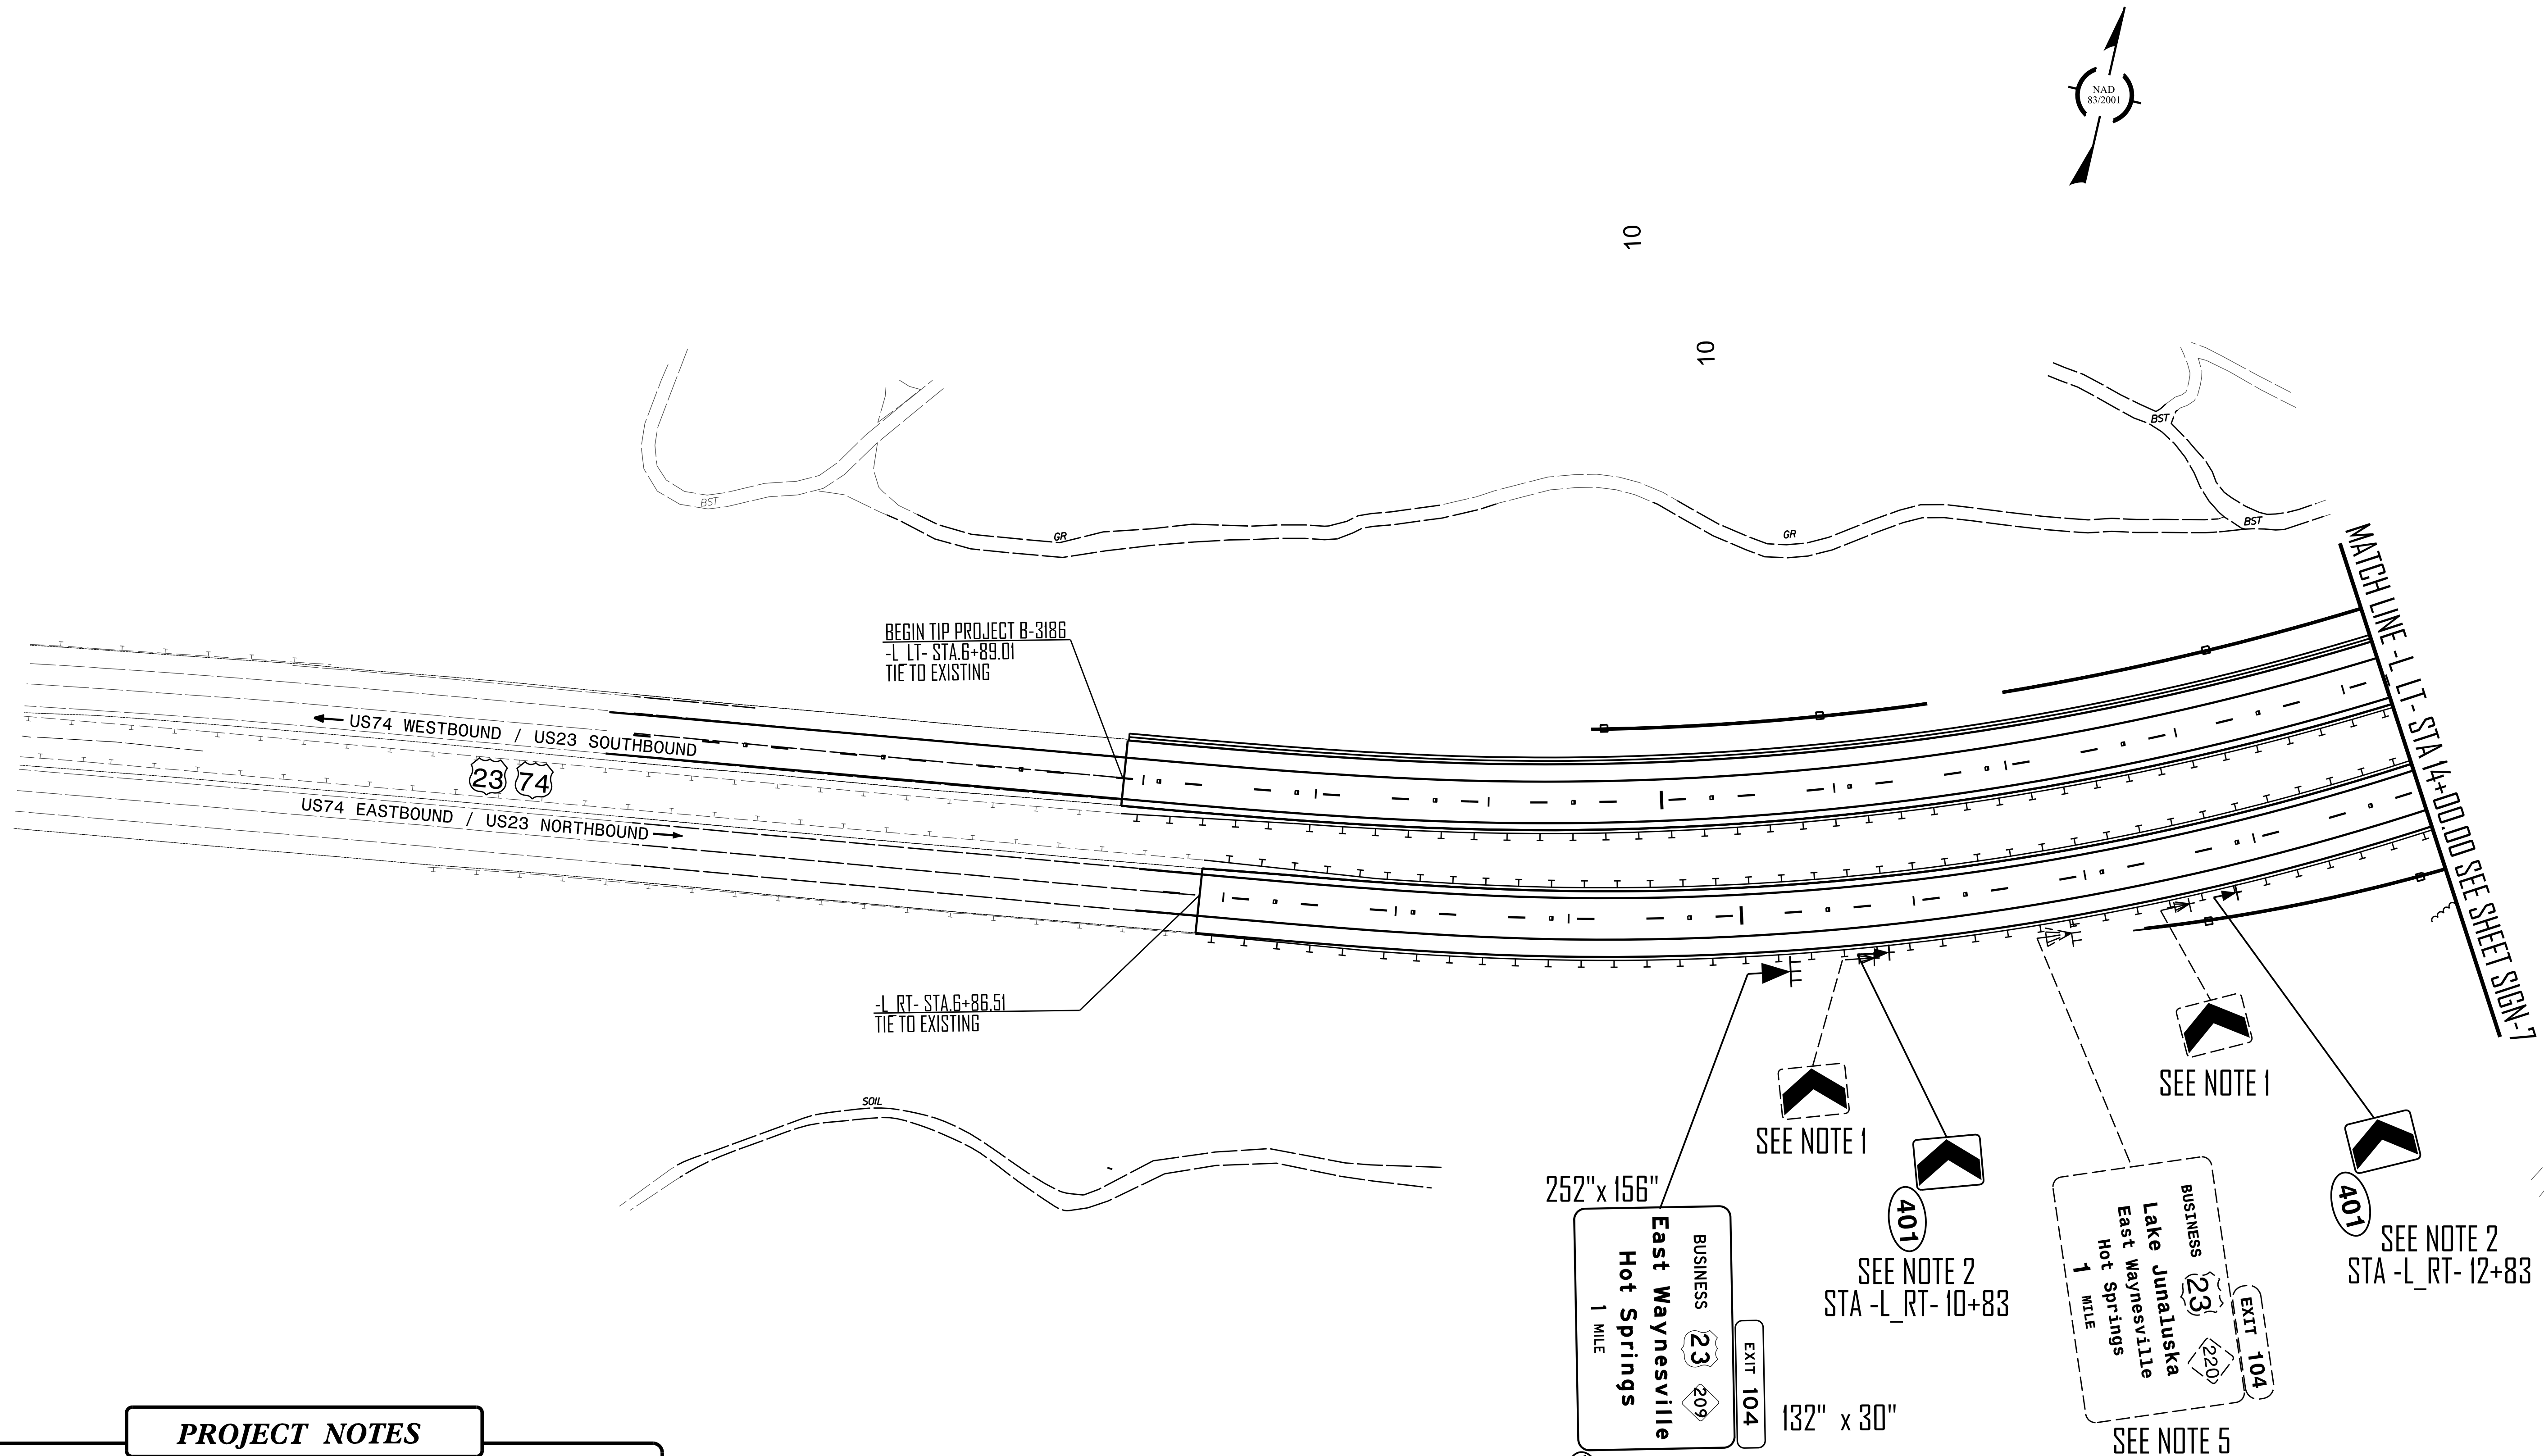 NAD
83/2001
10
10
BST
BST
GR
GR
BST
MATCH LINE -L_LT- STA 14+00.00 SEE SHEET SIGN-7
BEGIN TIP PROJECT B-3186
-L_LT- STA.6+89.01
TIE TO EXISTING
US74 WESTBOUND / US23 SOUTHBOUND
23 74
US74 EASTBOUND / US23 NORTHBOUND
-L_RT- STA.6+86.51
TIE TO EXISTING
SOIL
SEE NOTE 1
SEE NOTE 1
252"x 156"
EXIT 104
BUSINESS 23 209
East Waynesville
Hot Springs
1 MILE
132" x 30"
401
SEE NOTE 2
STA -L_RT- 10+83
EXIT 104
BUSINESS 23 220
Lake Junaluska
East Waynesville
Hot Springs
1 MILE
SEE NOTE 5
401
SEE NOTE 2
STA -L_RT- 12+83
PROJECT NOTES